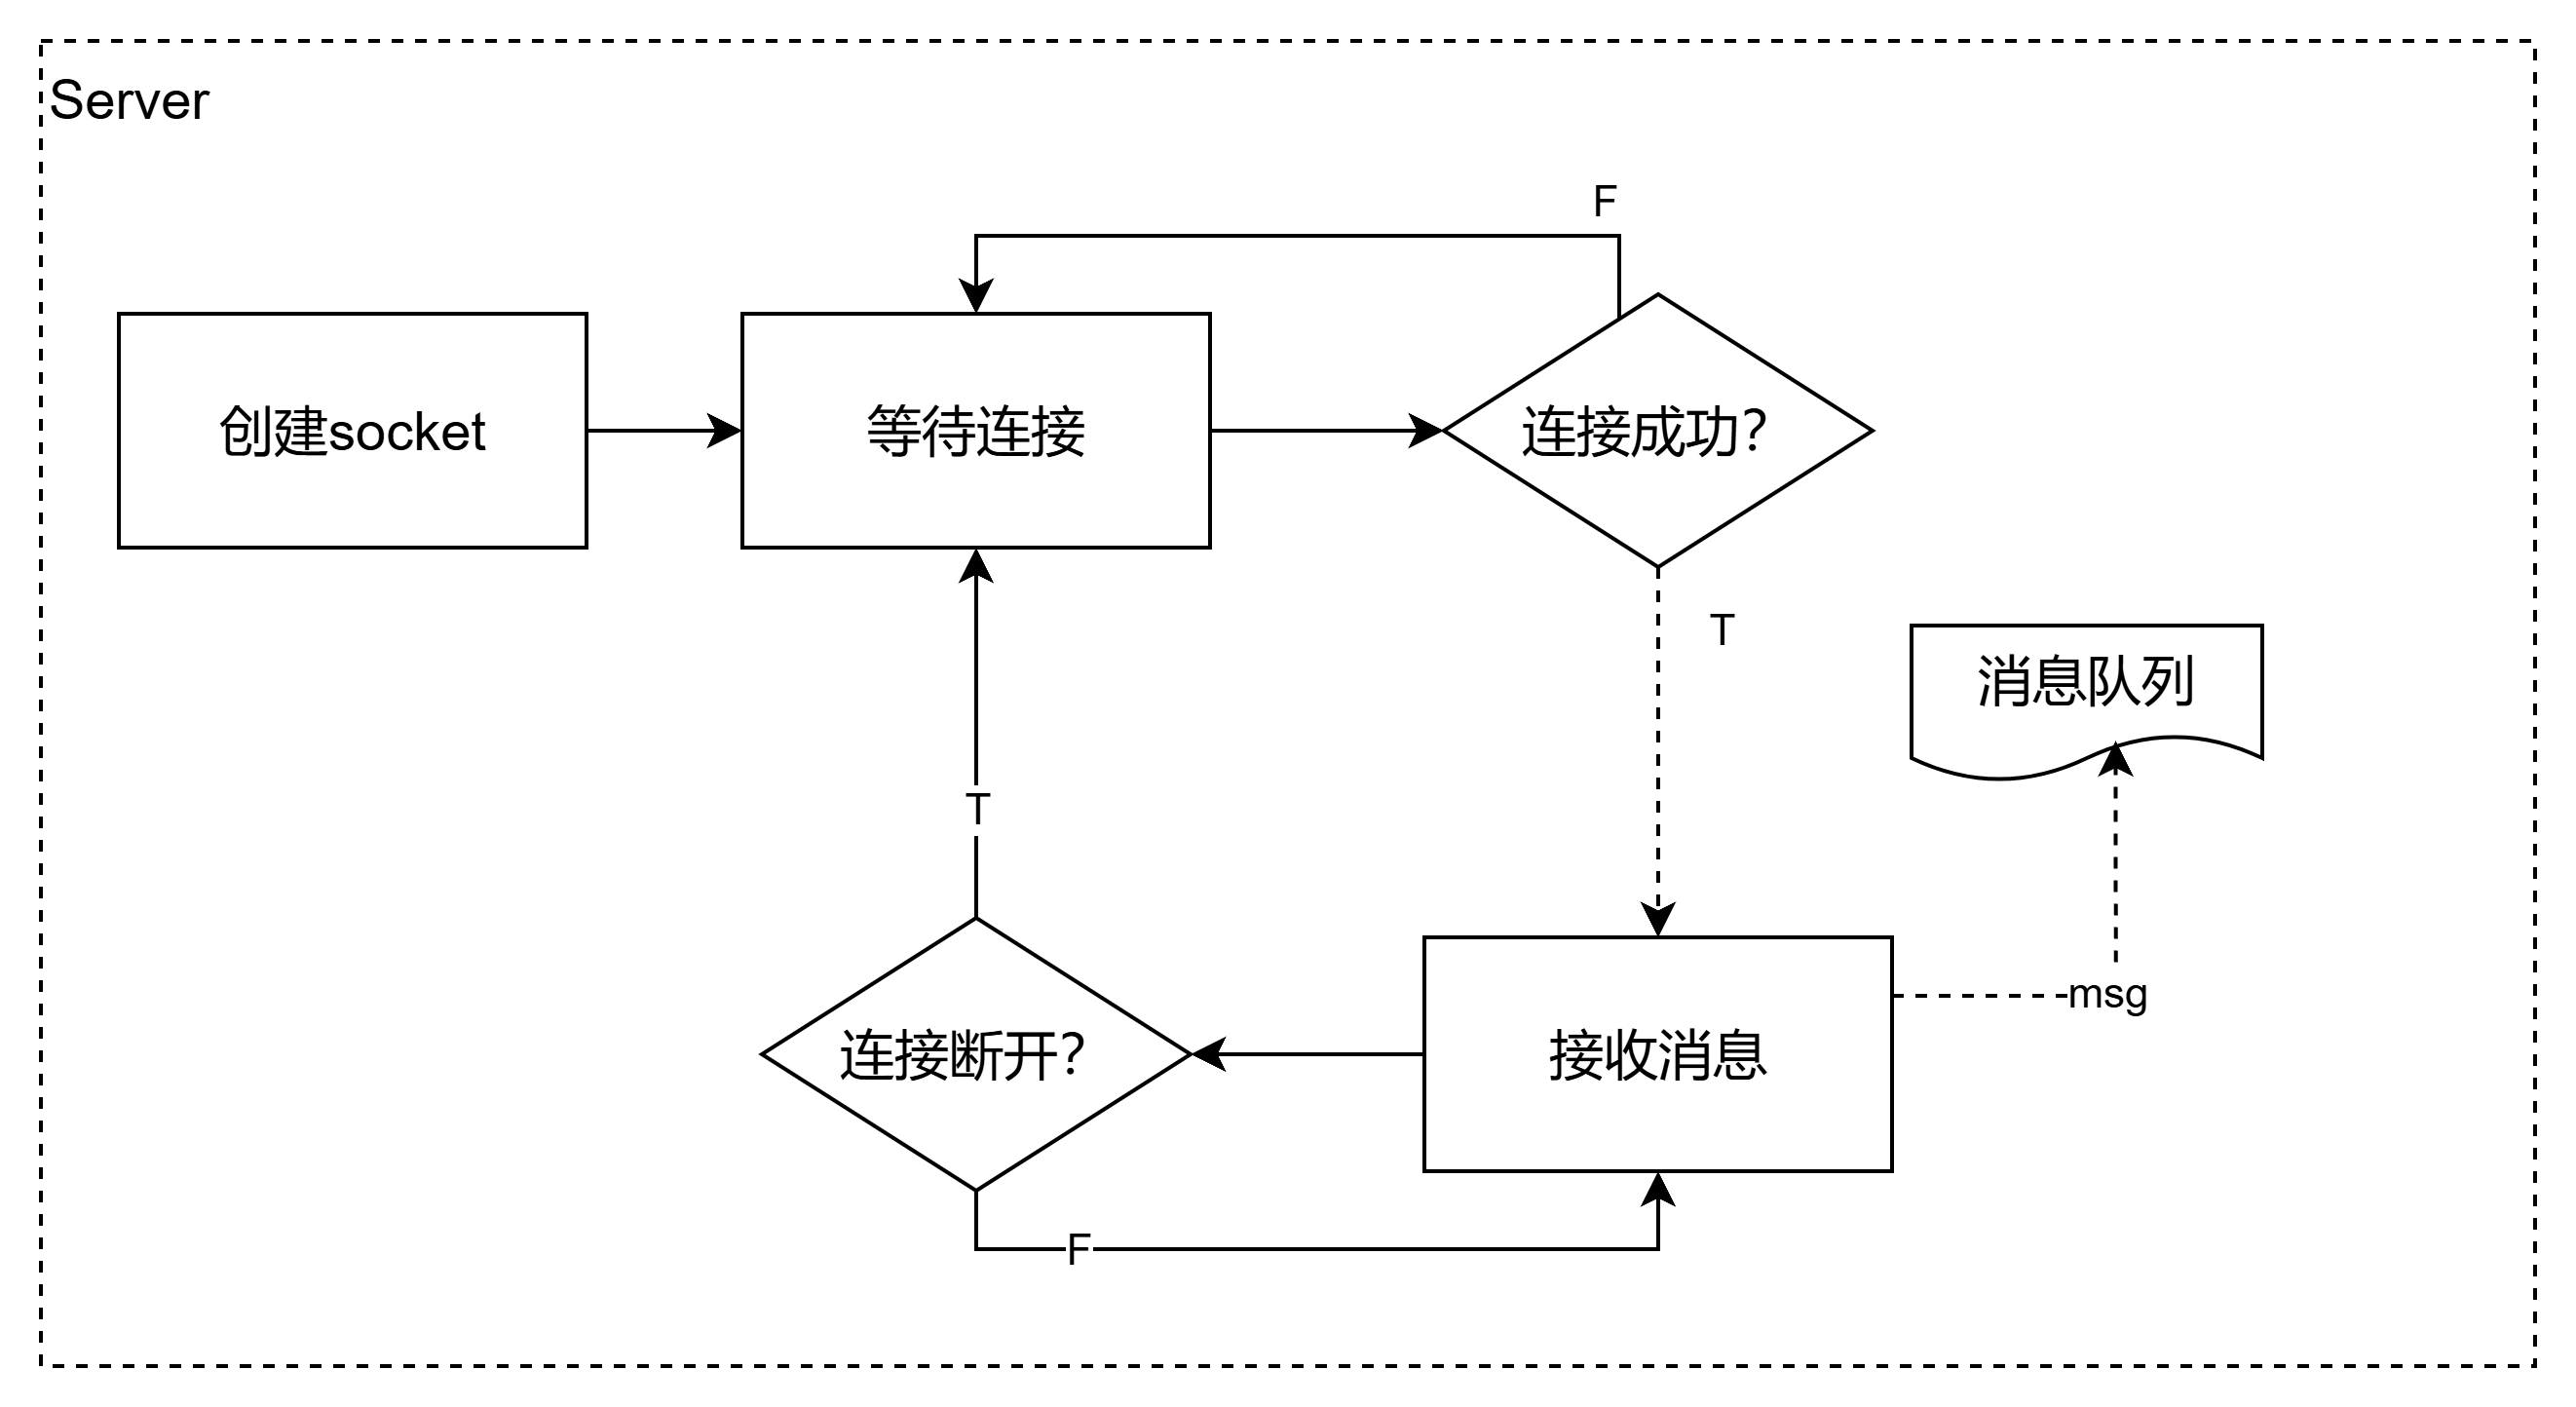 Server
F
创建socket
等待连接
连接成功?
T
消息队列
T
msg
连接断开?
接收消息
F